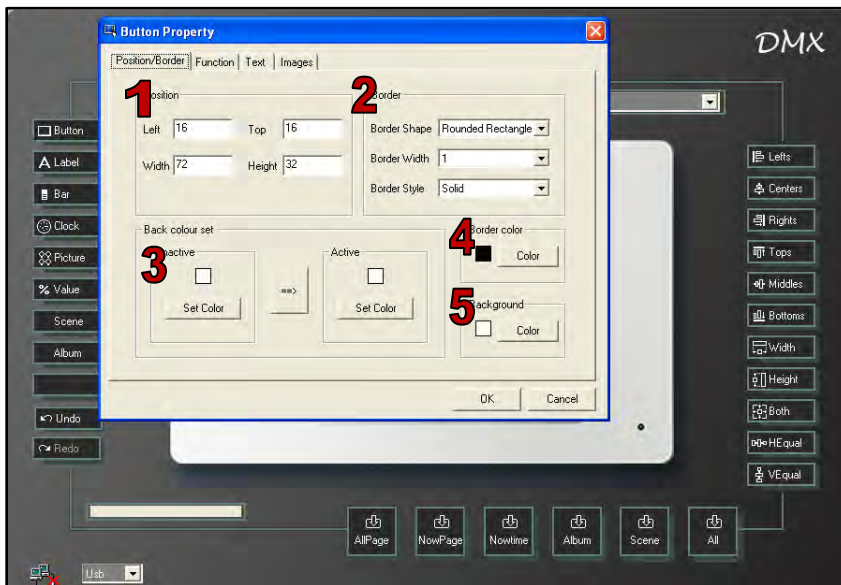 Button Property
DMX
Position/Border Function Text Images
1
osition
2
Border
Left 16 Top 16
Width 72 Height 32
Border Shape Rounded Rectangle
Border Width 1
Border Style Solid
Back colour set
3
nactive
Set Color
==>
Active
Set Color
4
Border color
Color
5
Background
Color
OK Cancel
Button
Label
Bar
Clock
Picture
% Value
Scene
Album
Undo
Redo
Lefts
Centers
Rights
Tops
Middles
Bottoms
Width
Height
Both
HEqual
VEqual
AllPage
NowPage
Nowtime
Album
Scene
All
Usb